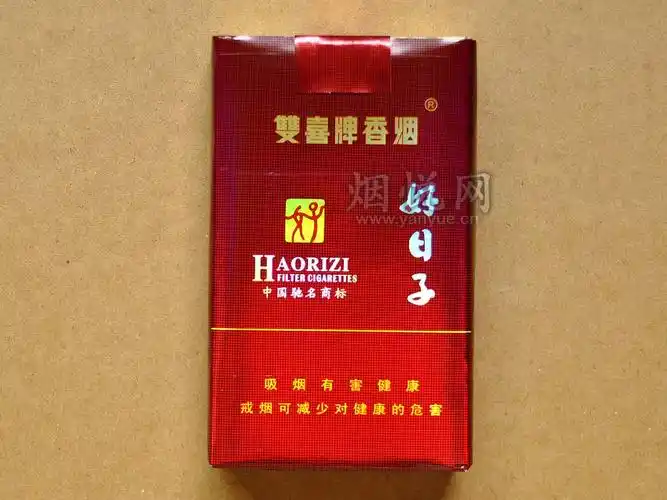 雙喜牌香烟®
烟悦网
www.yanyue.cn
好日子
HAORIZI
FILTER CIGARETTES
中国驰名商标
吸烟有害健康
戒烟可减少对健康的危害